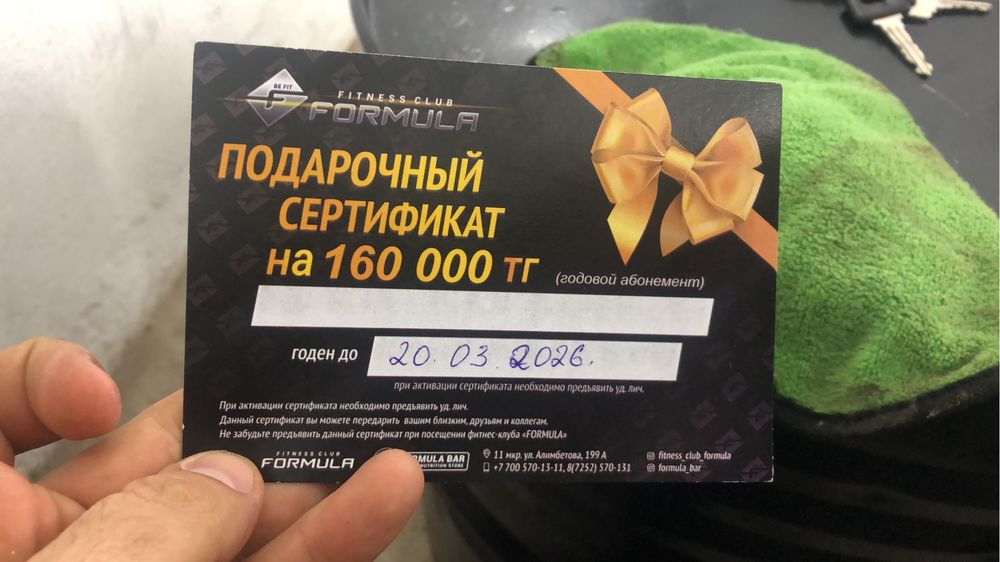 BE FIT
FITNESS CLUB
FORMULA
ПОДАРОЧНЫЙ
СЕРТИФИКАТ
на 160 000 тг
(годовой абонемент)
годен до 20.03.2026.
при активации сертификата необходимо предъявить уд. лич.
При активации сертификата необходимо предъявить уд. лич.
Данный сертификат вы можете передарить вашим близким, друзьям и коллегам.
Не забудьте предъявить данный сертификат при посещении фитнес-клуба «FORMULA»
FITNESS CLUB
FORMULA
BAR
NUTRITION STORE
11 мкр. ул. Алимбетова, 199 А
+7 700 570-13-11, 8(7252) 570-131
fitness_club_formula
formula_bar